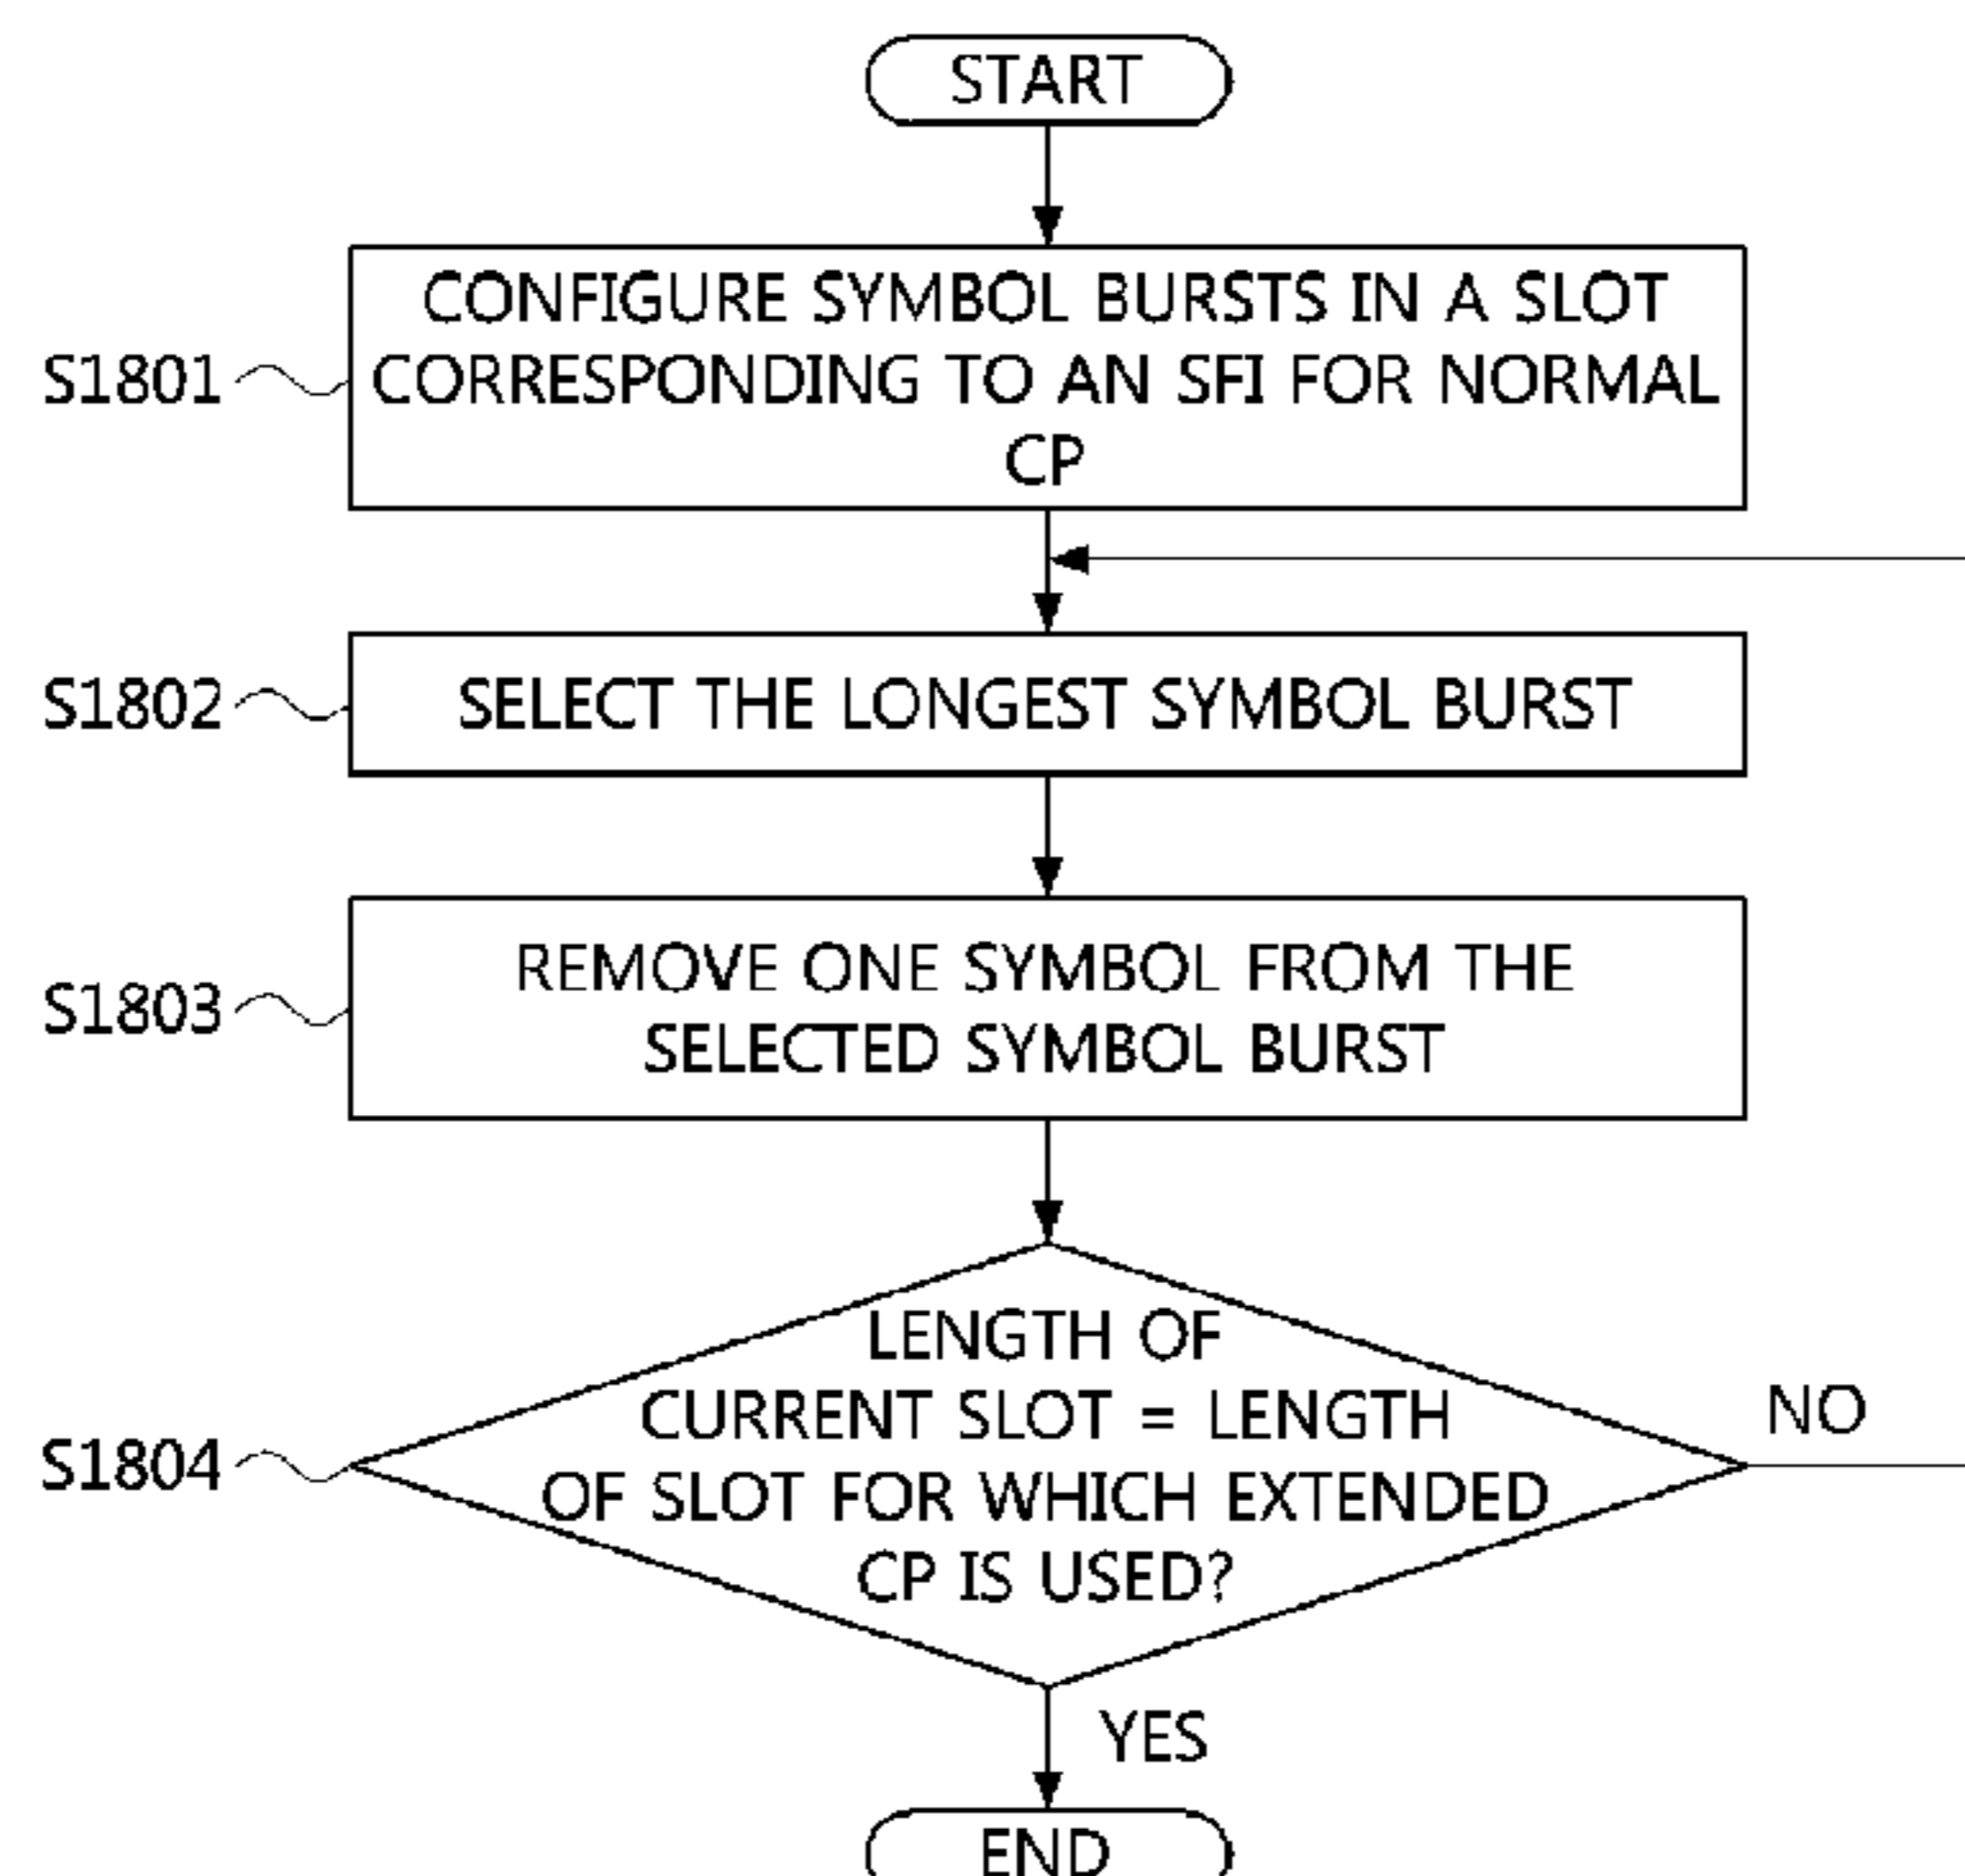 START
CONFIGURE SYMBOL BURSTS IN A SLOT
CORRESPONDING TO AN SFI FOR NORMAL
CP
S1801
SELECT THE LONGEST SYMBOL BURST
S1802
REMOVE ONE SYMBOL FROM THE
SELECTED SYMBOL BURST
S1803
LENGTH OF
CURRENT SLOT = LENGTH
OF SLOT FOR WHICH EXTENDED
CP IS USED?
S1804
NO
YES
END